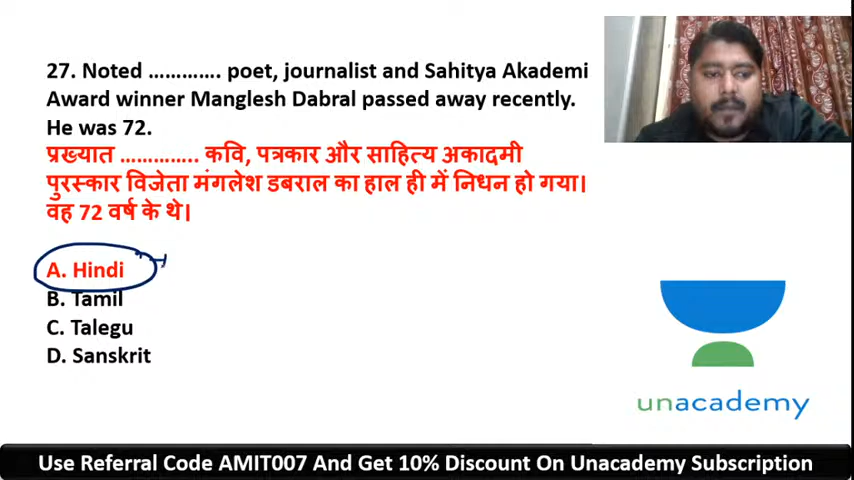 27. Noted ............. poet, journalist and Sahitya Akademi
Award winner Manglesh Dabral passed away recently.
He was 72.
प्रख्यात .............. कवि, पत्रकार और साहित्य अकादमी
पुरस्कार विजेता मंगलेश डबराल का हाल ही में निधन हो गया।
वह 72 वर्ष के थे।
A. Hindi
B. Tamil
C. Talegu
D. Sanskrit
unacademy
Use Referral Code AMIT007 And Get 10% Discount On Unacademy Subscription